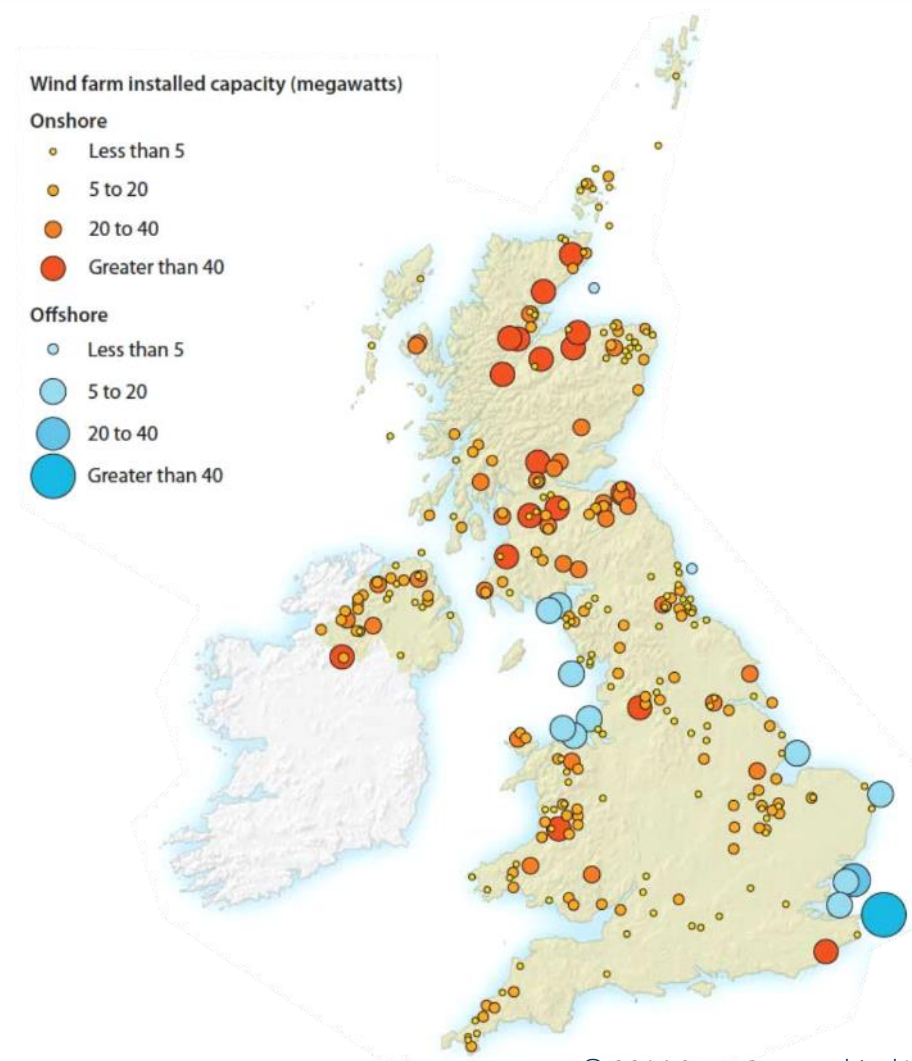 Wind farm installed capacity (megawatts)
Onshore
Less than 5
5 to 20
20 to 40
Greater than 40
Offshore
Less than 5
5 to 20
20 to 40
Greater than 40